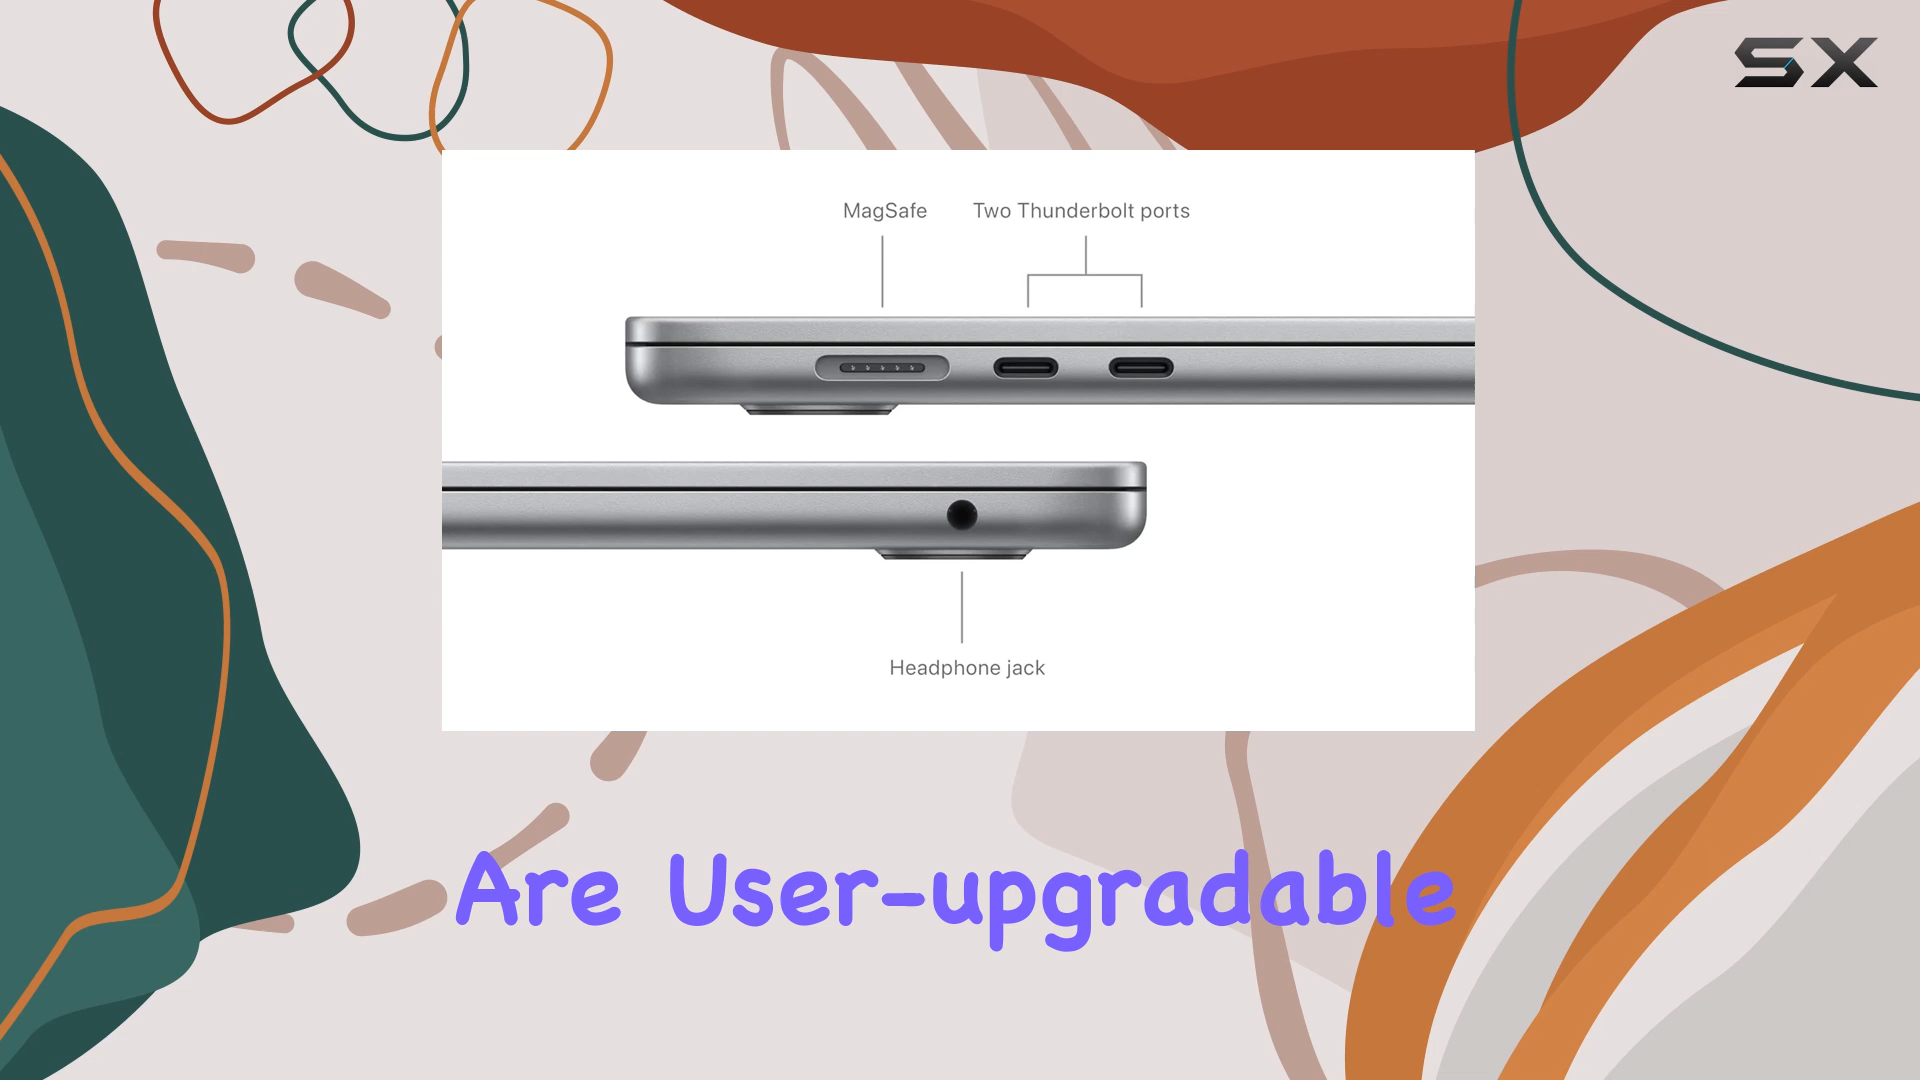 SX
MagSafe Two Thunderbolt ports
Headphone jack
Are User-upgradable